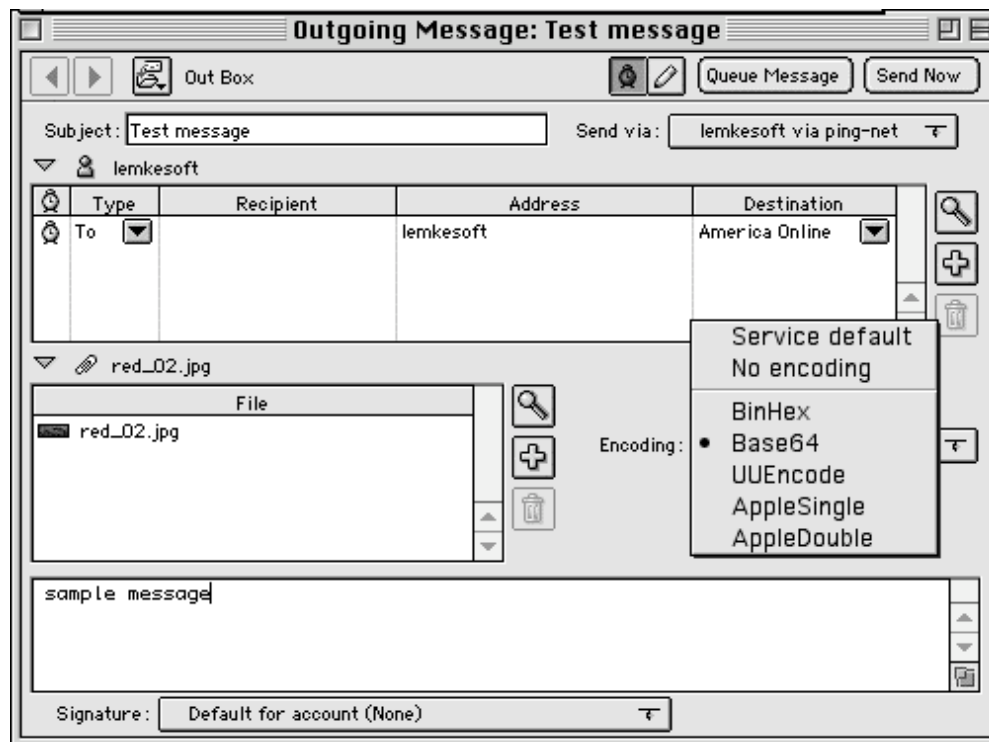 Outgoing Message: Test message
Out Box
Queue Message
Send Now
Subject: Test message
Send via: lemkesoft via ping-net
lemkesoft
Type Recipient Address Destination
To lemkesoft America Online
red_02.jpg
File
red_02.jpg
Encoding:
Service default
No encoding
BinHex
Base64
UUEncode
AppleSingle
AppleDouble
sample message
Signature: Default for account (None)